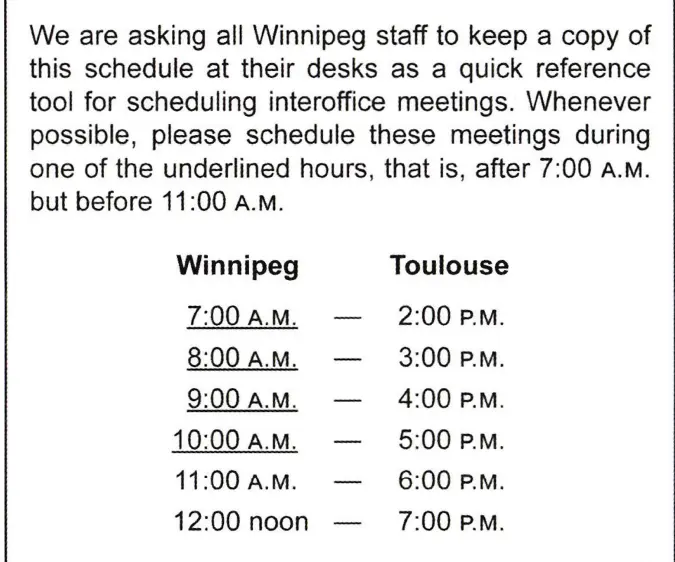 We are asking all Winnipeg staff to keep a copy of
this schedule at their desks as a quick reference
tool for scheduling interoffice meetings. Whenever
possible, please schedule these meetings during
one of the underlined hours, that is, after 7:00 A.M.
but before 11:00 A.M.
Winnipeg Toulouse
7:00 A.M. — 2:00 P.M.
8:00 A.M. — 3:00 P.M.
9:00 A.M. — 4:00 P.M.
10:00 A.M. — 5:00 P.M.
11:00 A.M. — 6:00 P.M.
12:00 noon — 7:00 P.M.